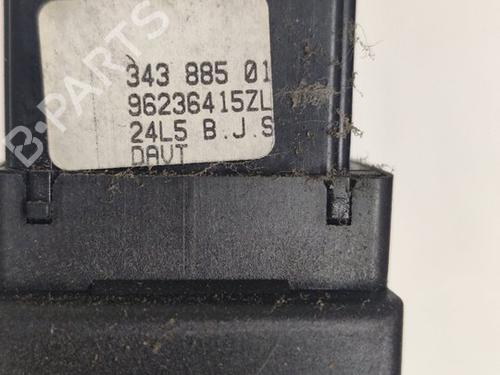 343 885 01
96236415ZL
24L5 B.J.S
DAVT
B-PARTS